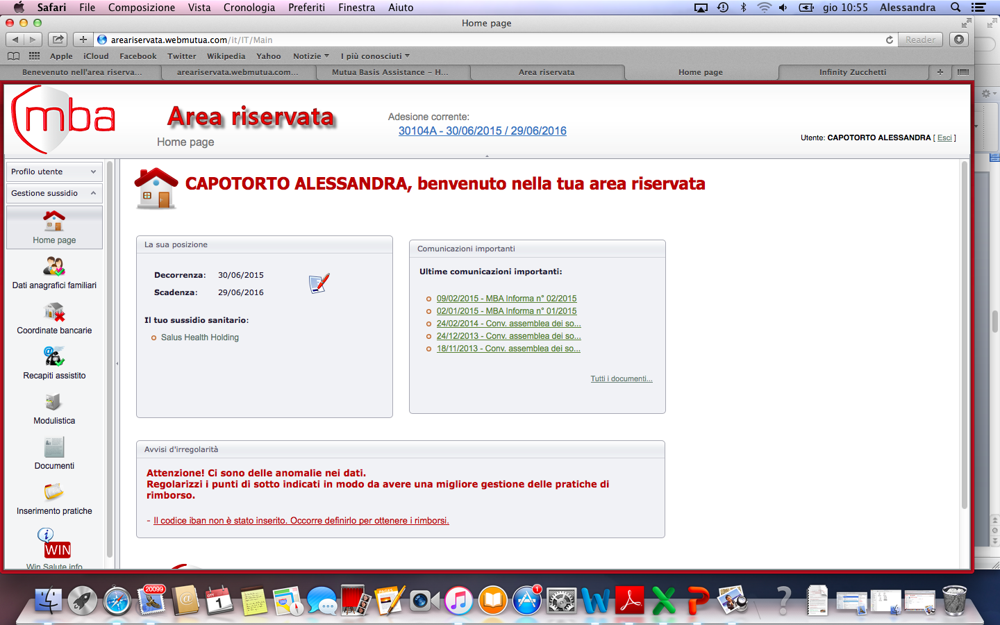 Safari File Composizione Vista Cronologia Preferiti Finestra Aiuto gio 10:55 Alessandra
Home page
areariservata.webmutua.com/it/IT/Main
Reader
Apple iCloud Facebook Twitter Wikipedia Yahoo Notizie I più conosciuti
Benevenuto nell'area riserva... areariservata.webmutua.com... Mutua Basis Assistance - H... Area riservata Home page Infinity Zucchetti
mba
Area riservata
Home page
Adesione corrente:
30104A - 30/06/2015 / 29/06/2016
Utente: CAPOTORTO ALESSANDRA [ Esci ]
Profilo utente
Gestione sussidio
Home page
Dati anagrafici familiari
Coordinate bancarie
Recapiti assistito
Modulistica
Documenti
Inserimento pratiche
WIN
Win Salute info
CAPOTORTO ALESSANDRA, benvenuto nella tua area riservata
La sua posizione
Decorrenza: 30/06/2015
Scadenza: 29/06/2016
Il tuo sussidio sanitario:
Salus Health Holding
Comunicazioni importanti
Ultime comunicazioni importanti:
09/02/2015 - MBA Informa n° 02/2015
02/01/2015 - MBA Informa n° 01/2015
24/02/2014 - Conv. assemblea dei so...
24/12/2013 - Conv. assemblea dei so...
18/11/2013 - Conv. assemblea dei so...
Tutti i documenti...
Avvisi d'irregolarità
Attenzione! Ci sono delle anomalie nei dati.
Regolarizzi i punti di sotto indicati in modo da avere una migliore gestione delle pratiche di
rimborso.
- Il codice iban non è stato inserito. Occorre definirlo per ottenere i rimborsi.
20099
OTT
1
PAGES
1